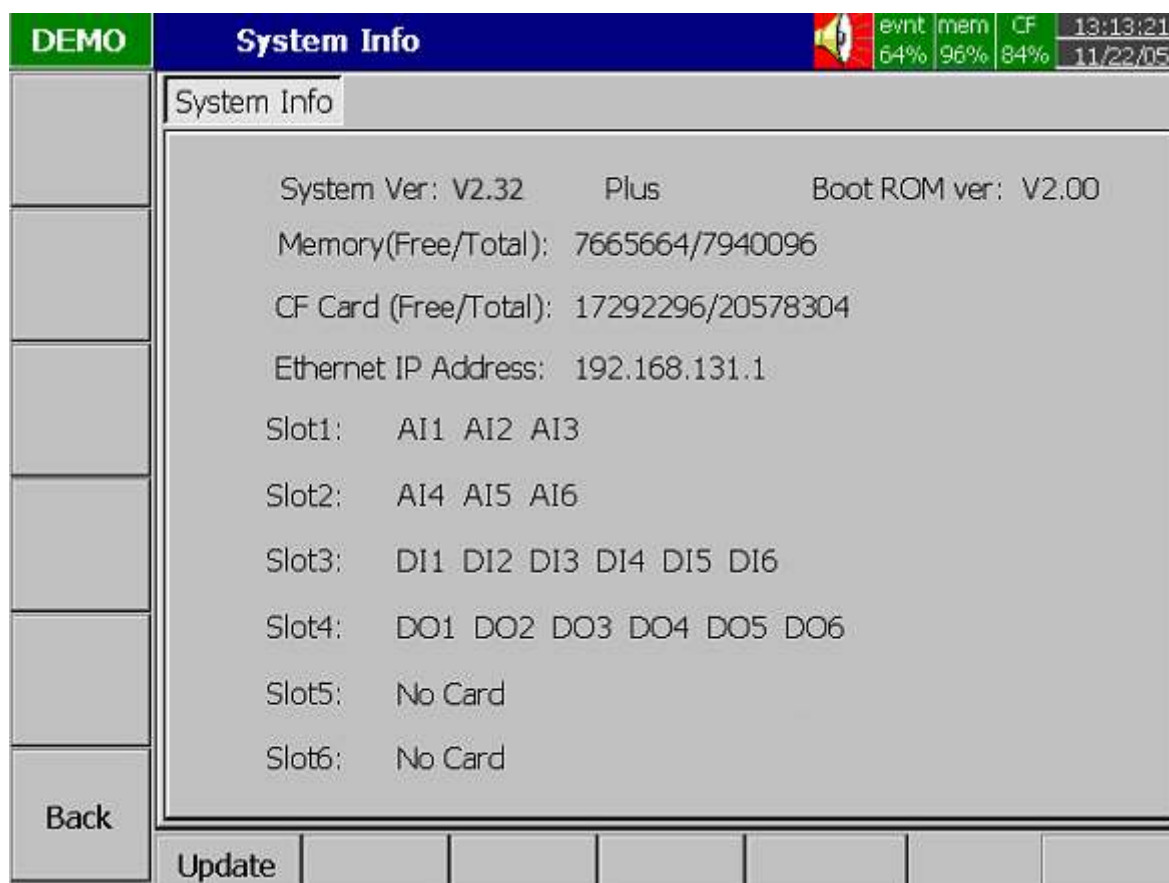 DEMO System Info evnt mem CF 13:13:21
64% 96% 84% 11/22/05
System Info
System Ver: V2.32 Plus Boot ROM ver: V2.00
Memory(Free/Total): 7665664/7940096
CF Card (Free/Total): 17292296/20578304
Ethernet IP Address: 192.168.131.1
Slot1: AI1 AI2 AI3
Slot2: AI4 AI5 AI6
Slot3: DI1 DI2 DI3 DI4 DI5 DI6
Slot4: DO1 DO2 DO3 DO4 DO5 DO6
Slot5: No Card
Slot6: No Card
Back
Update